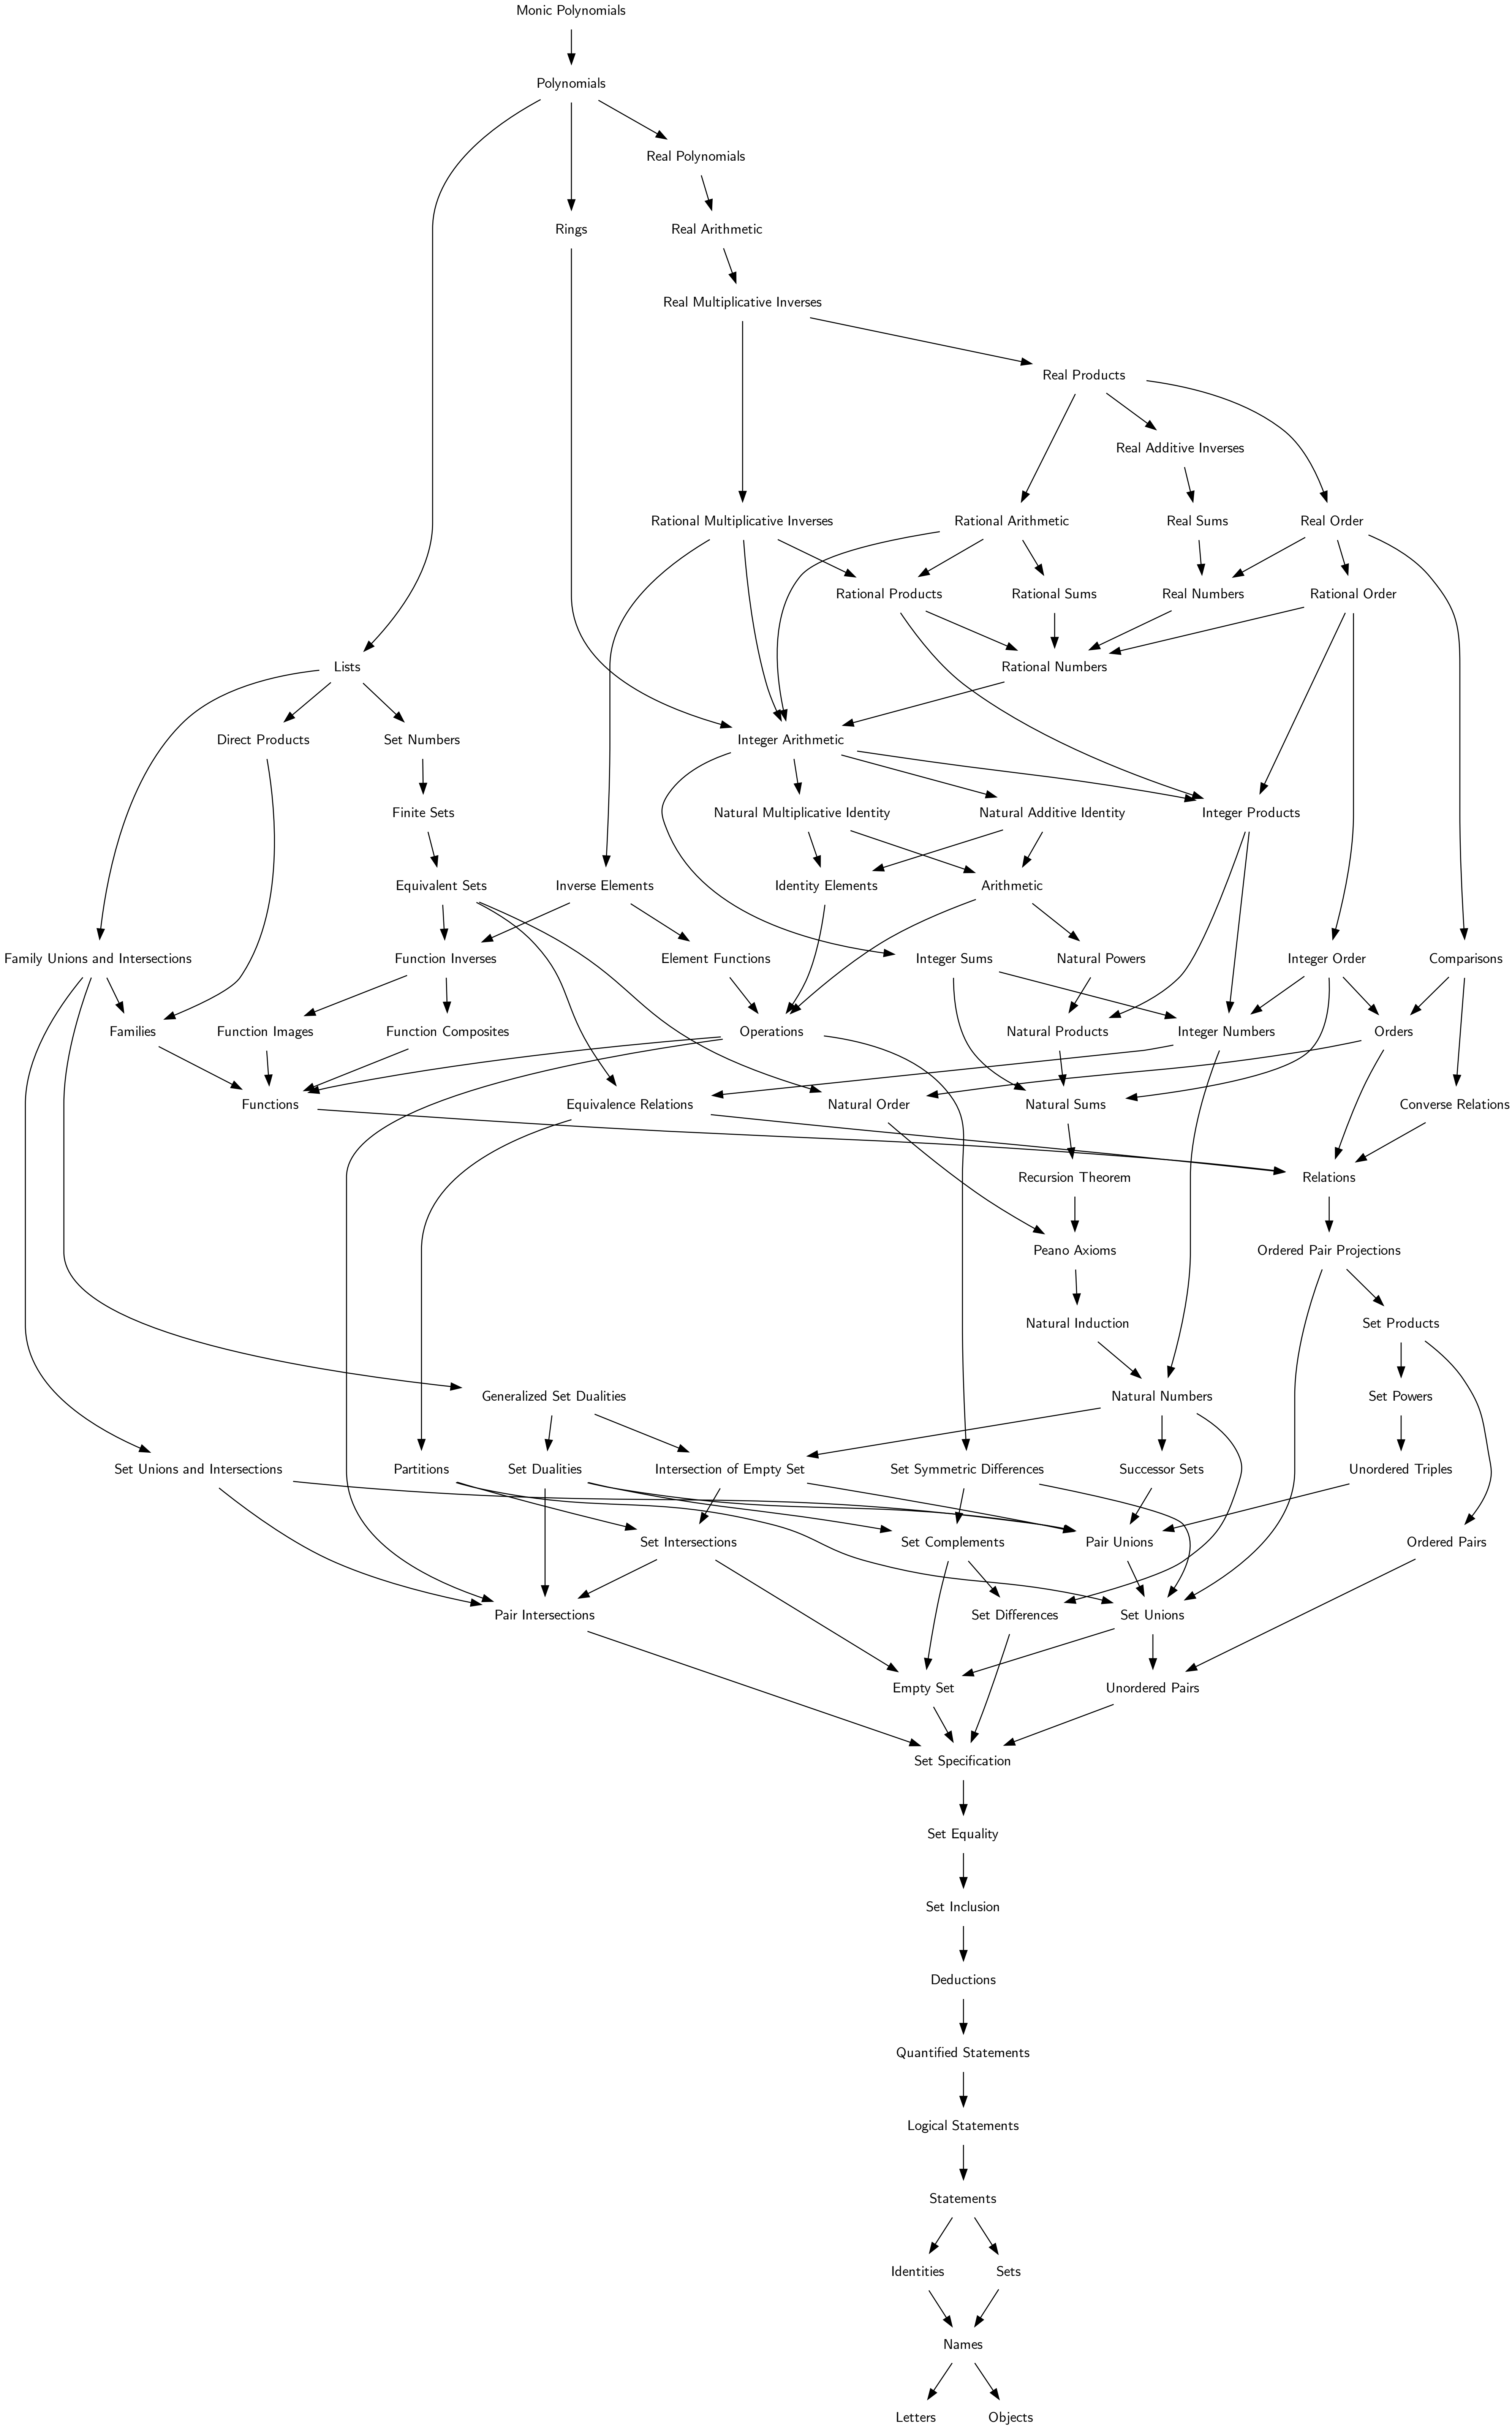 Monic Polynomials
Polynomials
Real Polynomials
Rings
Real Arithmetic
Real Multiplicative Inverses
Real Products
Real Additive Inverses
Rational Multiplicative Inverses
Rational Arithmetic
Real Sums
Real Order
Rational Products
Rational Sums
Real Numbers
Rational Order
Lists
Rational Numbers
Direct Products
Set Numbers
Integer Arithmetic
Finite Sets
Natural Multiplicative Identity
Natural Additive Identity
Integer Products
Equivalent Sets
Inverse Elements
Identity Elements
Arithmetic
Family Unions and Intersections
Function Inverses
Element Functions
Integer Sums
Natural Powers
Integer Order
Comparisons
Families
Function Images
Function Composites
Operations
Natural Products
Integer Numbers
Orders
Functions
Equivalence Relations
Natural Order
Natural Sums
Converse Relations
Recursion Theorem
Relations
Peano Axioms
Ordered Pair Projections
Natural Induction
Set Products
Generalized Set Dualities
Natural Numbers
Set Powers
Set Unions and Intersections
Partitions
Set Dualities
Intersection of Empty Set
Set Symmetric Differences
Successor Sets
Unordered Triples
Set Intersections
Set Complements
Pair Unions
Ordered Pairs
Pair Intersections
Set Differences
Set Unions
Empty Set
Unordered Pairs
Set Specification
Set Equality
Set Inclusion
Deductions
Quantified Statements
Logical Statements
Statements
Identities
Sets
Names
Letters
Objects